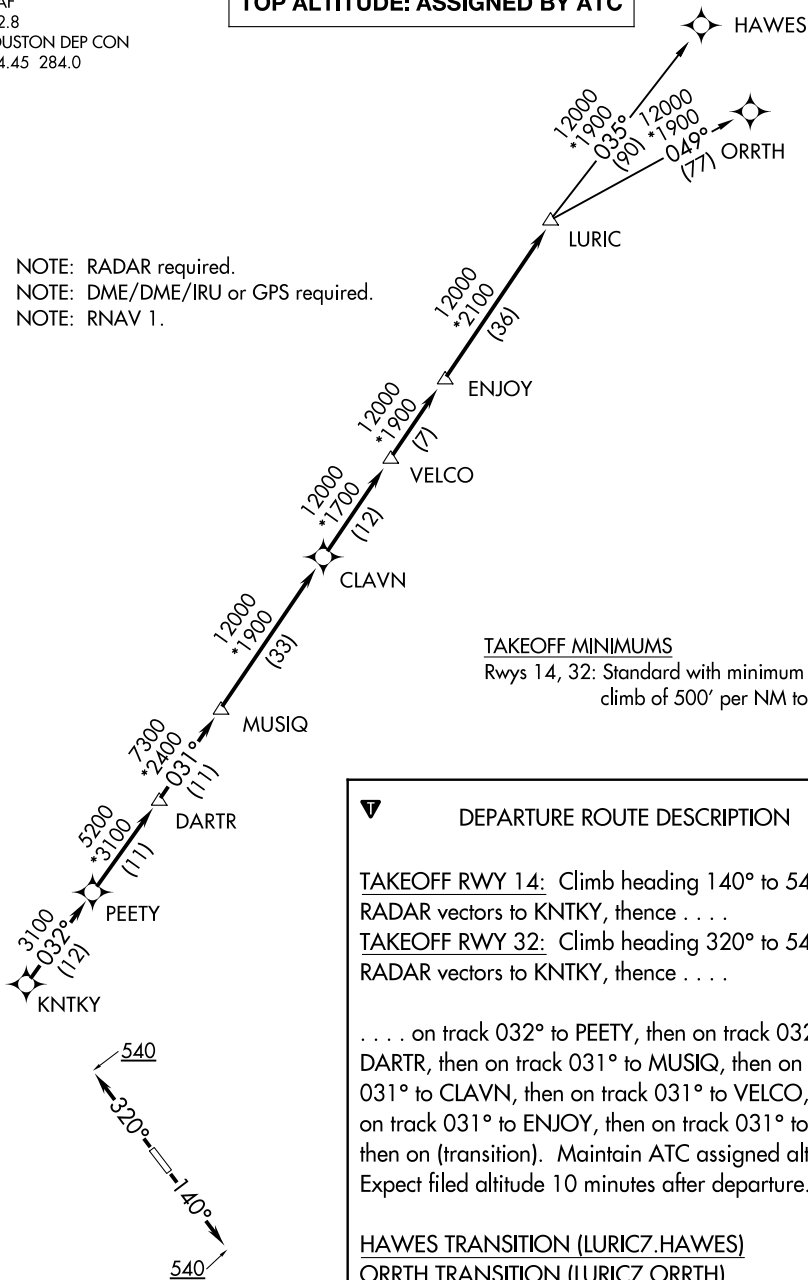 TOP ALTITUDE: ASSIGNED BY ATC
2.8
DEP CON
284.0
HAWES
12000
*1900
035°
(90)
12000
*1900
049°
(77)
ORRTH
LURIC
NOTE: RADAR required.
NOTE: DME/DME/IRU or GPS required.
NOTE: RNAV 1.
12000
*2100
(36)
ENJOY
12000
*1900
(7)
VELCO
12000
*1700
(12)
CLAVN
12000
*1900
(33)
MUSIQ
TAKEOFF MINIMUMS
Rwys 14, 32: Standard with minimum
climb of 500' per NM to
7300
*2400
031°
(11)
DARTR
5200
*3100
(11)
PEETY
3100
032°
(12)
KNTKY
540
320°
140°
540
T
DEPARTURE ROUTE DESCRIPTION
TAKEOFF RWY 14: Climb heading 140° to
RADAR vectors to KNTKY, thence . . . .
TAKEOFF RWY 32: Climb heading 320° to
RADAR vectors to KNTKY, thence . . . .
. . . . on track 032° to PEETY, then on track
DARTR, then on track 031° to MUSIQ, then on
031° to CLAVN, then on track 031° to VELCO,
on track 031° to ENJOY, then on track 031° to
then on (transition). Maintain ATC assigned
Expect filed altitude 10 minutes after departure.
HAWES TRANSITION (LURIC7.HAWES)
ORRTH TRANSITION (LURIC7.ORRTH)